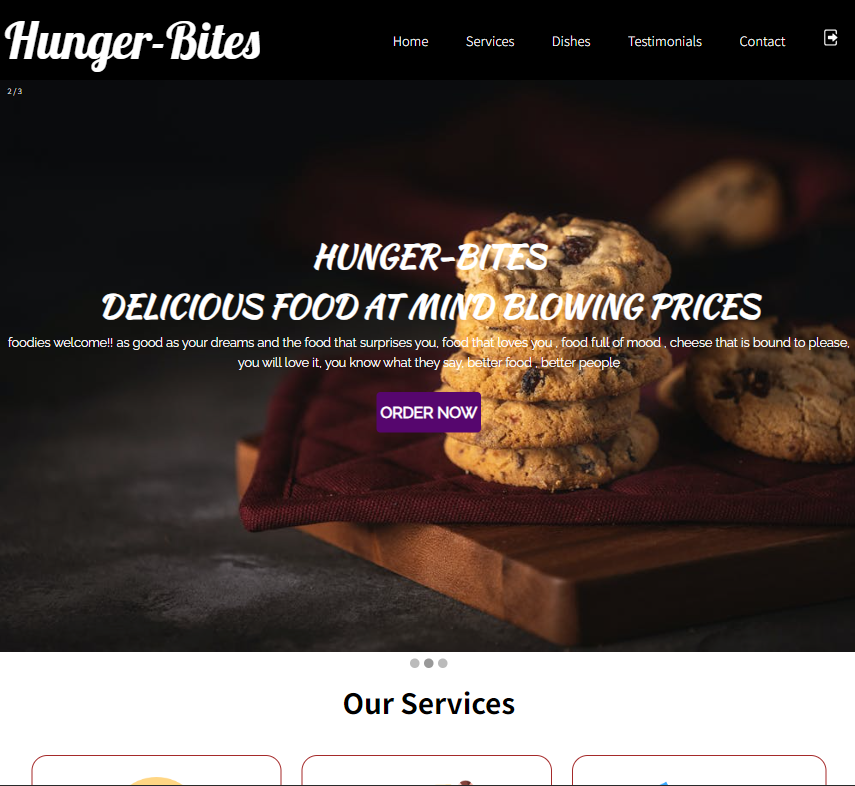 Hunger-Bites
Home Services Dishes Testimonials Contact
2 / 3
HUNGER-BITES
DELICIOUS FOOD AT MIND BLOWING PRICES
foodies welcome!! as good as your dreams and the food that surprises you, food that loves you , food full of mood , cheese that is bound to please,
you will love it, you know what they say, better food , better people
ORDER NOW
Our Services